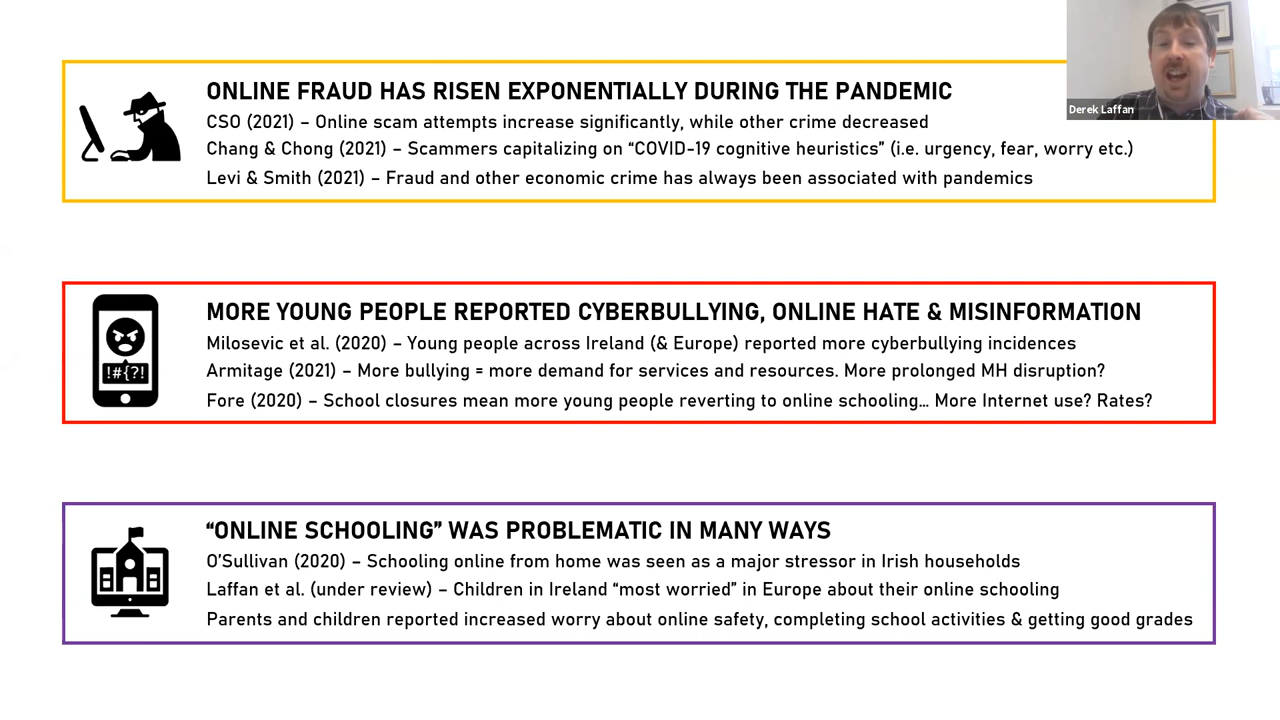 Derek Laffan
ONLINE FRAUD HAS RISEN EXPONENTIALLY DURING THE PANDEMIC
CSO (2021) – Online scam attempts increase significantly, while other crime decreased
Chang & Chong (2021) – Scammers capitalizing on “COVID-19 cognitive heuristics” (i.e. urgency, fear, worry etc.)
Levi & Smith (2021) – Fraud and other economic crime has always been associated with pandemics
MORE YOUNG PEOPLE REPORTED CYBERBULLYING, ONLINE HATE & MISINFORMATION
Milosevic et al. (2020) – Young people across Ireland (& Europe) reported more cyberbullying incidences
!#{?!
Armitage (2021) – More bullying = more demand for services and resources. More prolonged MH disruption?
Fore (2020) – School closures mean more young people reverting to online schooling… More Internet use? Rates?
“ONLINE SCHOOLING” WAS PROBLEMATIC IN MANY WAYS
O’Sullivan (2020) – Schooling online from home was seen as a major stressor in Irish households
Laffan et al. (under review) – Children in Ireland “most worried” in Europe about their online schooling
Parents and children reported increased worry about online safety, completing school activities & getting good grades